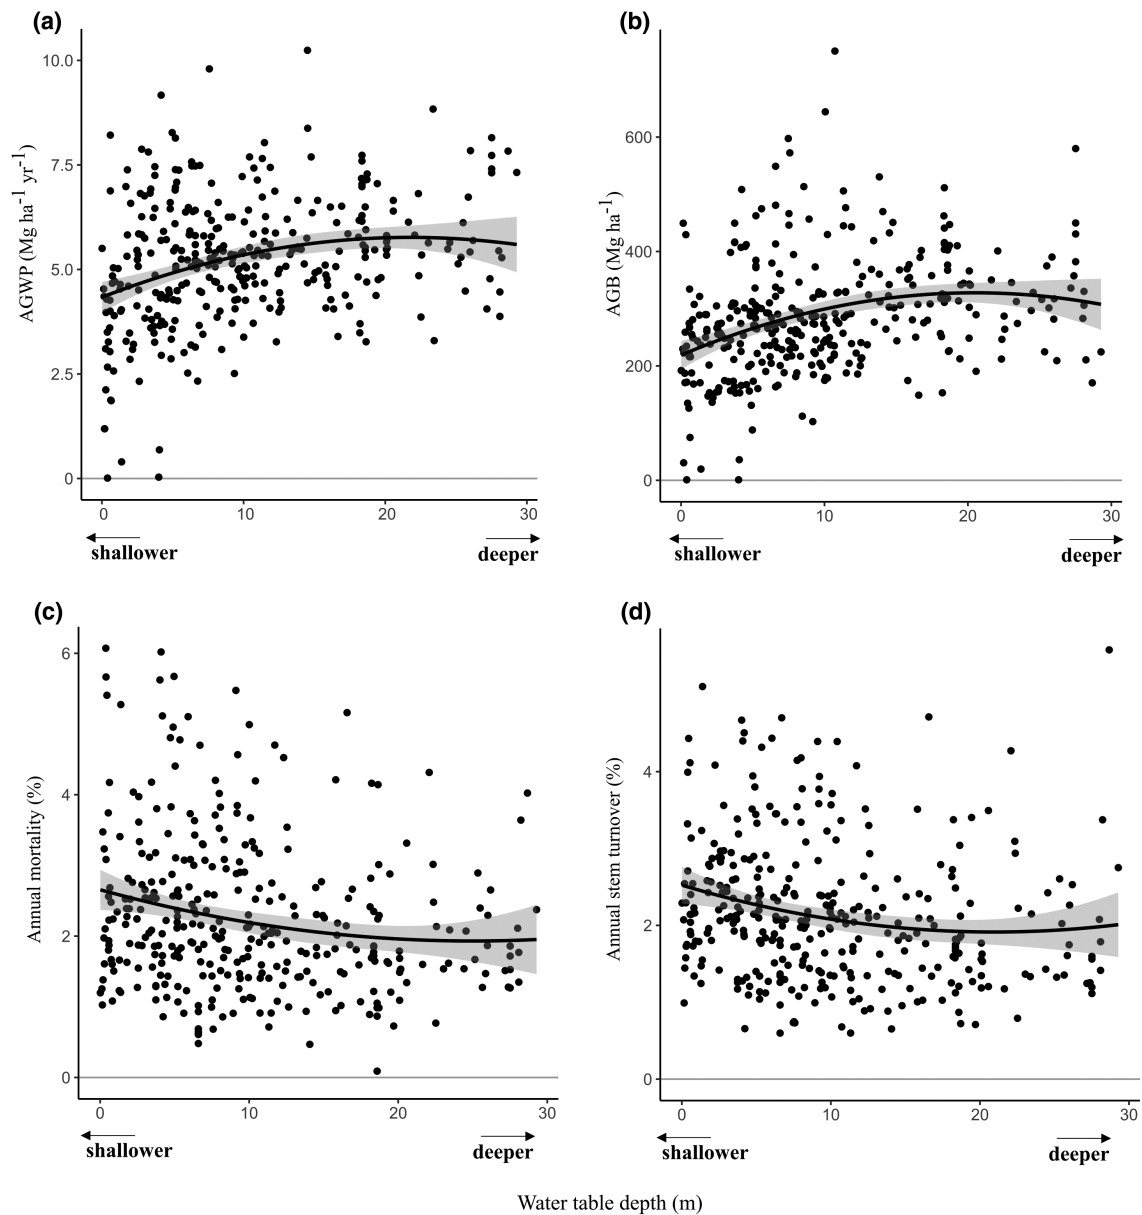 (a)
AGWP (Mg ha⁻¹ yr⁻¹)
10.0
7.5
5.0
2.5
0
0 10 20 30
shallower deeper
(b)
AGB (Mg ha⁻¹)
600
400
200
0
0 10 20 30
shallower deeper
(c)
Annual mortality (%)
6
4
2
0
0 10 20 30
shallower deeper
(d)
Annual stem turnover (%)
4
2
0
0 10 20 30
shallower deeper
Water table depth (m)